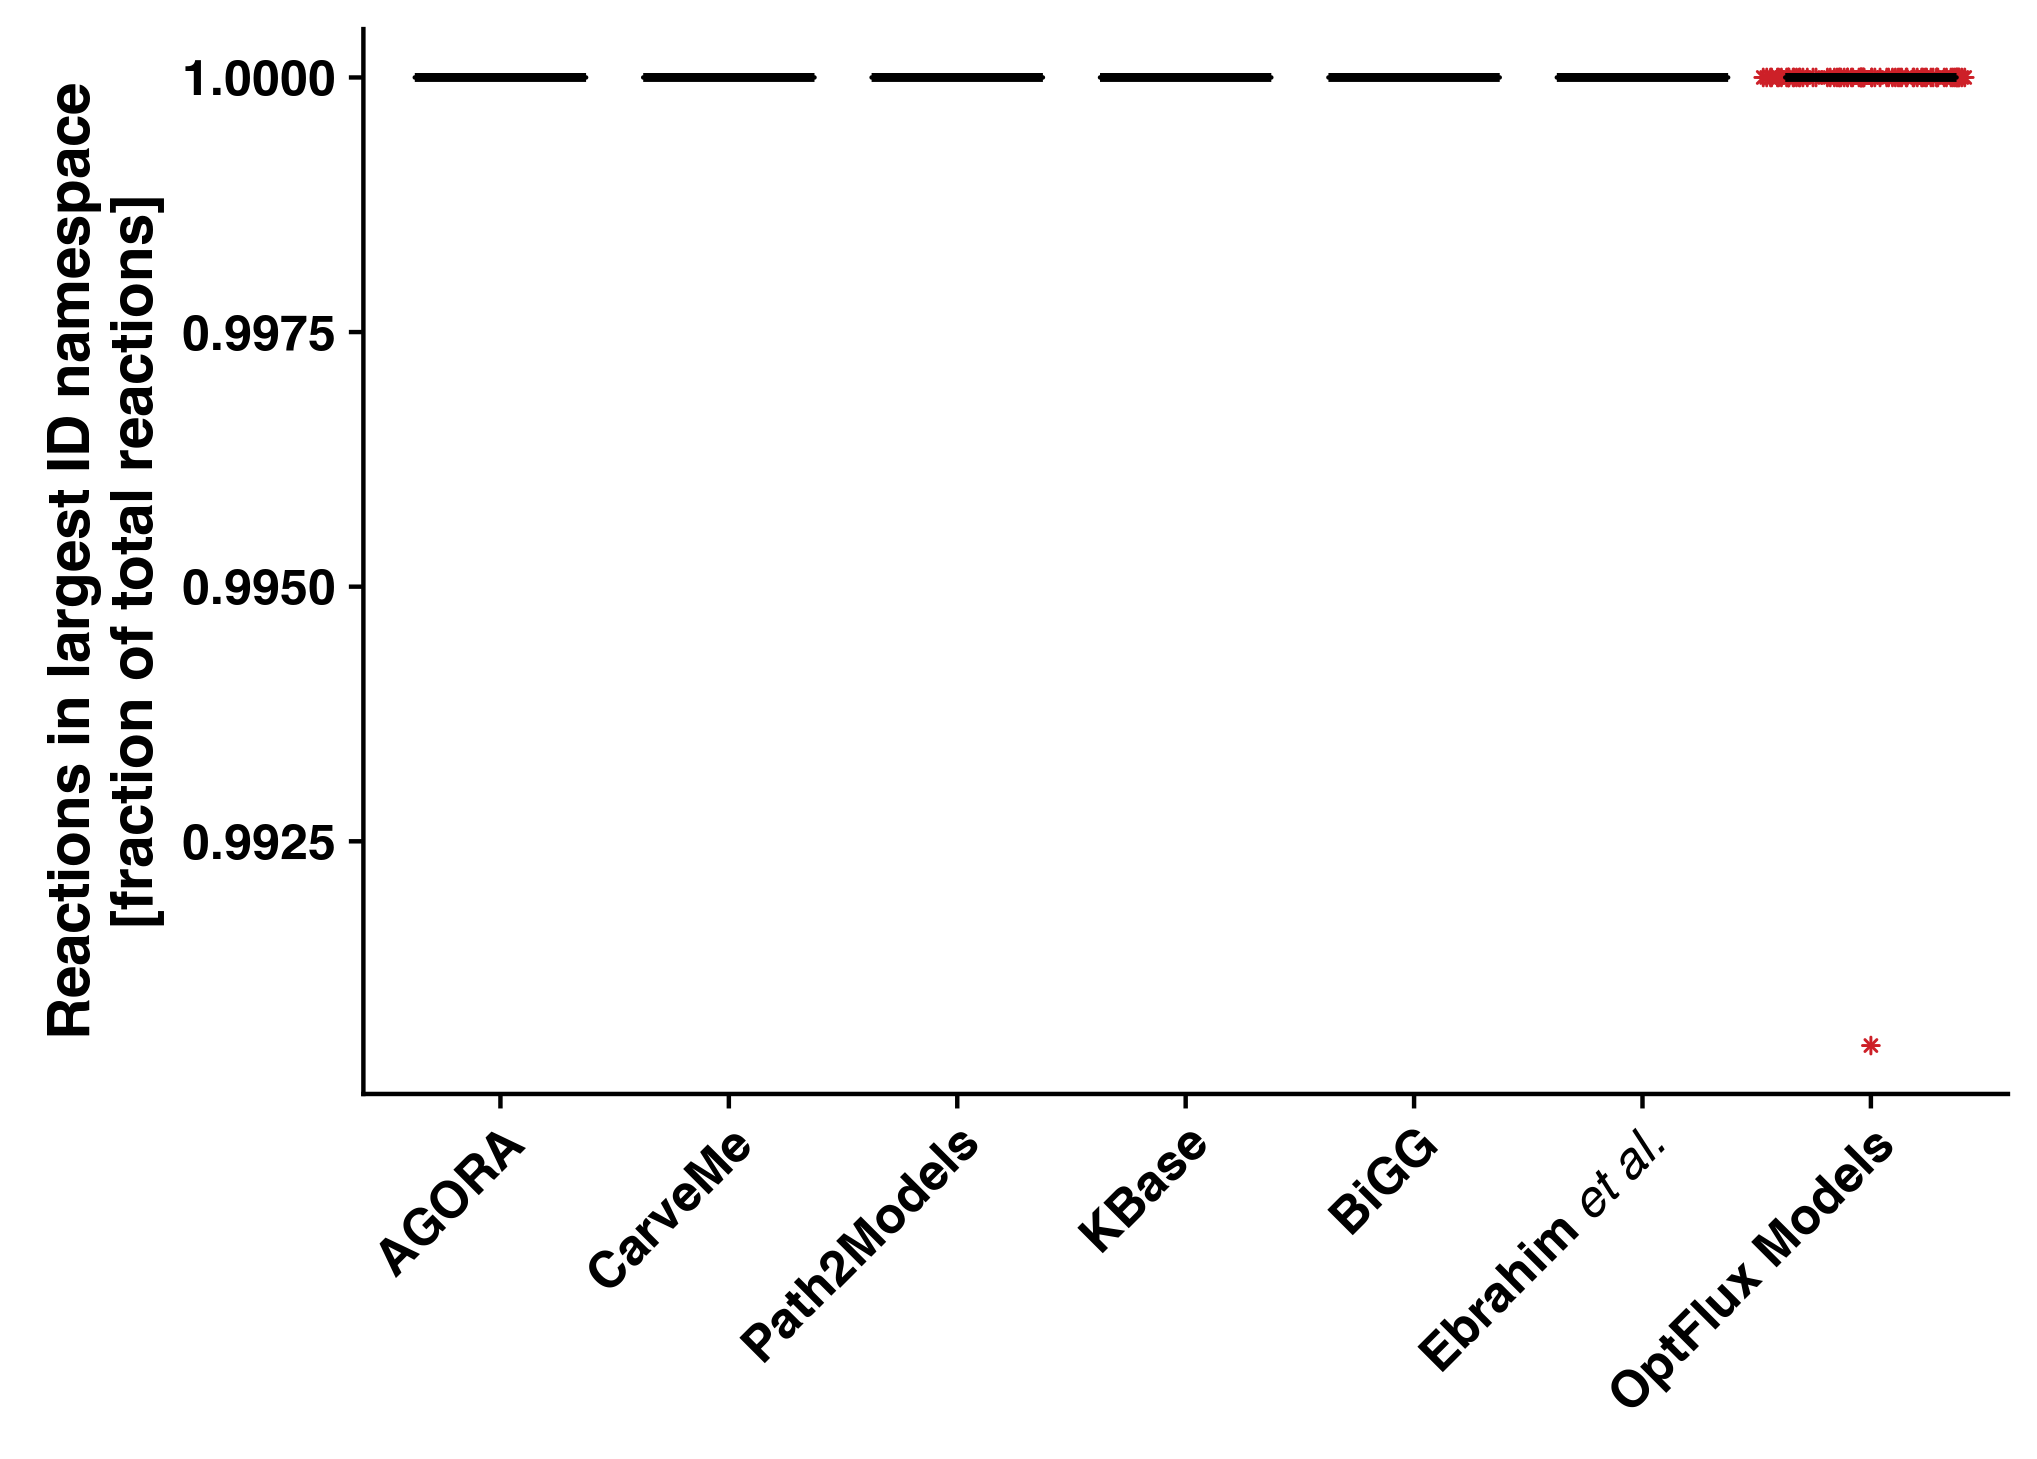 Reactions in largest ID namespace
[fraction of total reactions]
1.0000
0.9975
0.9950
0.9925
AGORA
CarveMe
Path2Models
KBase
BiGG
Ebrahim et al.
OptFlux Models